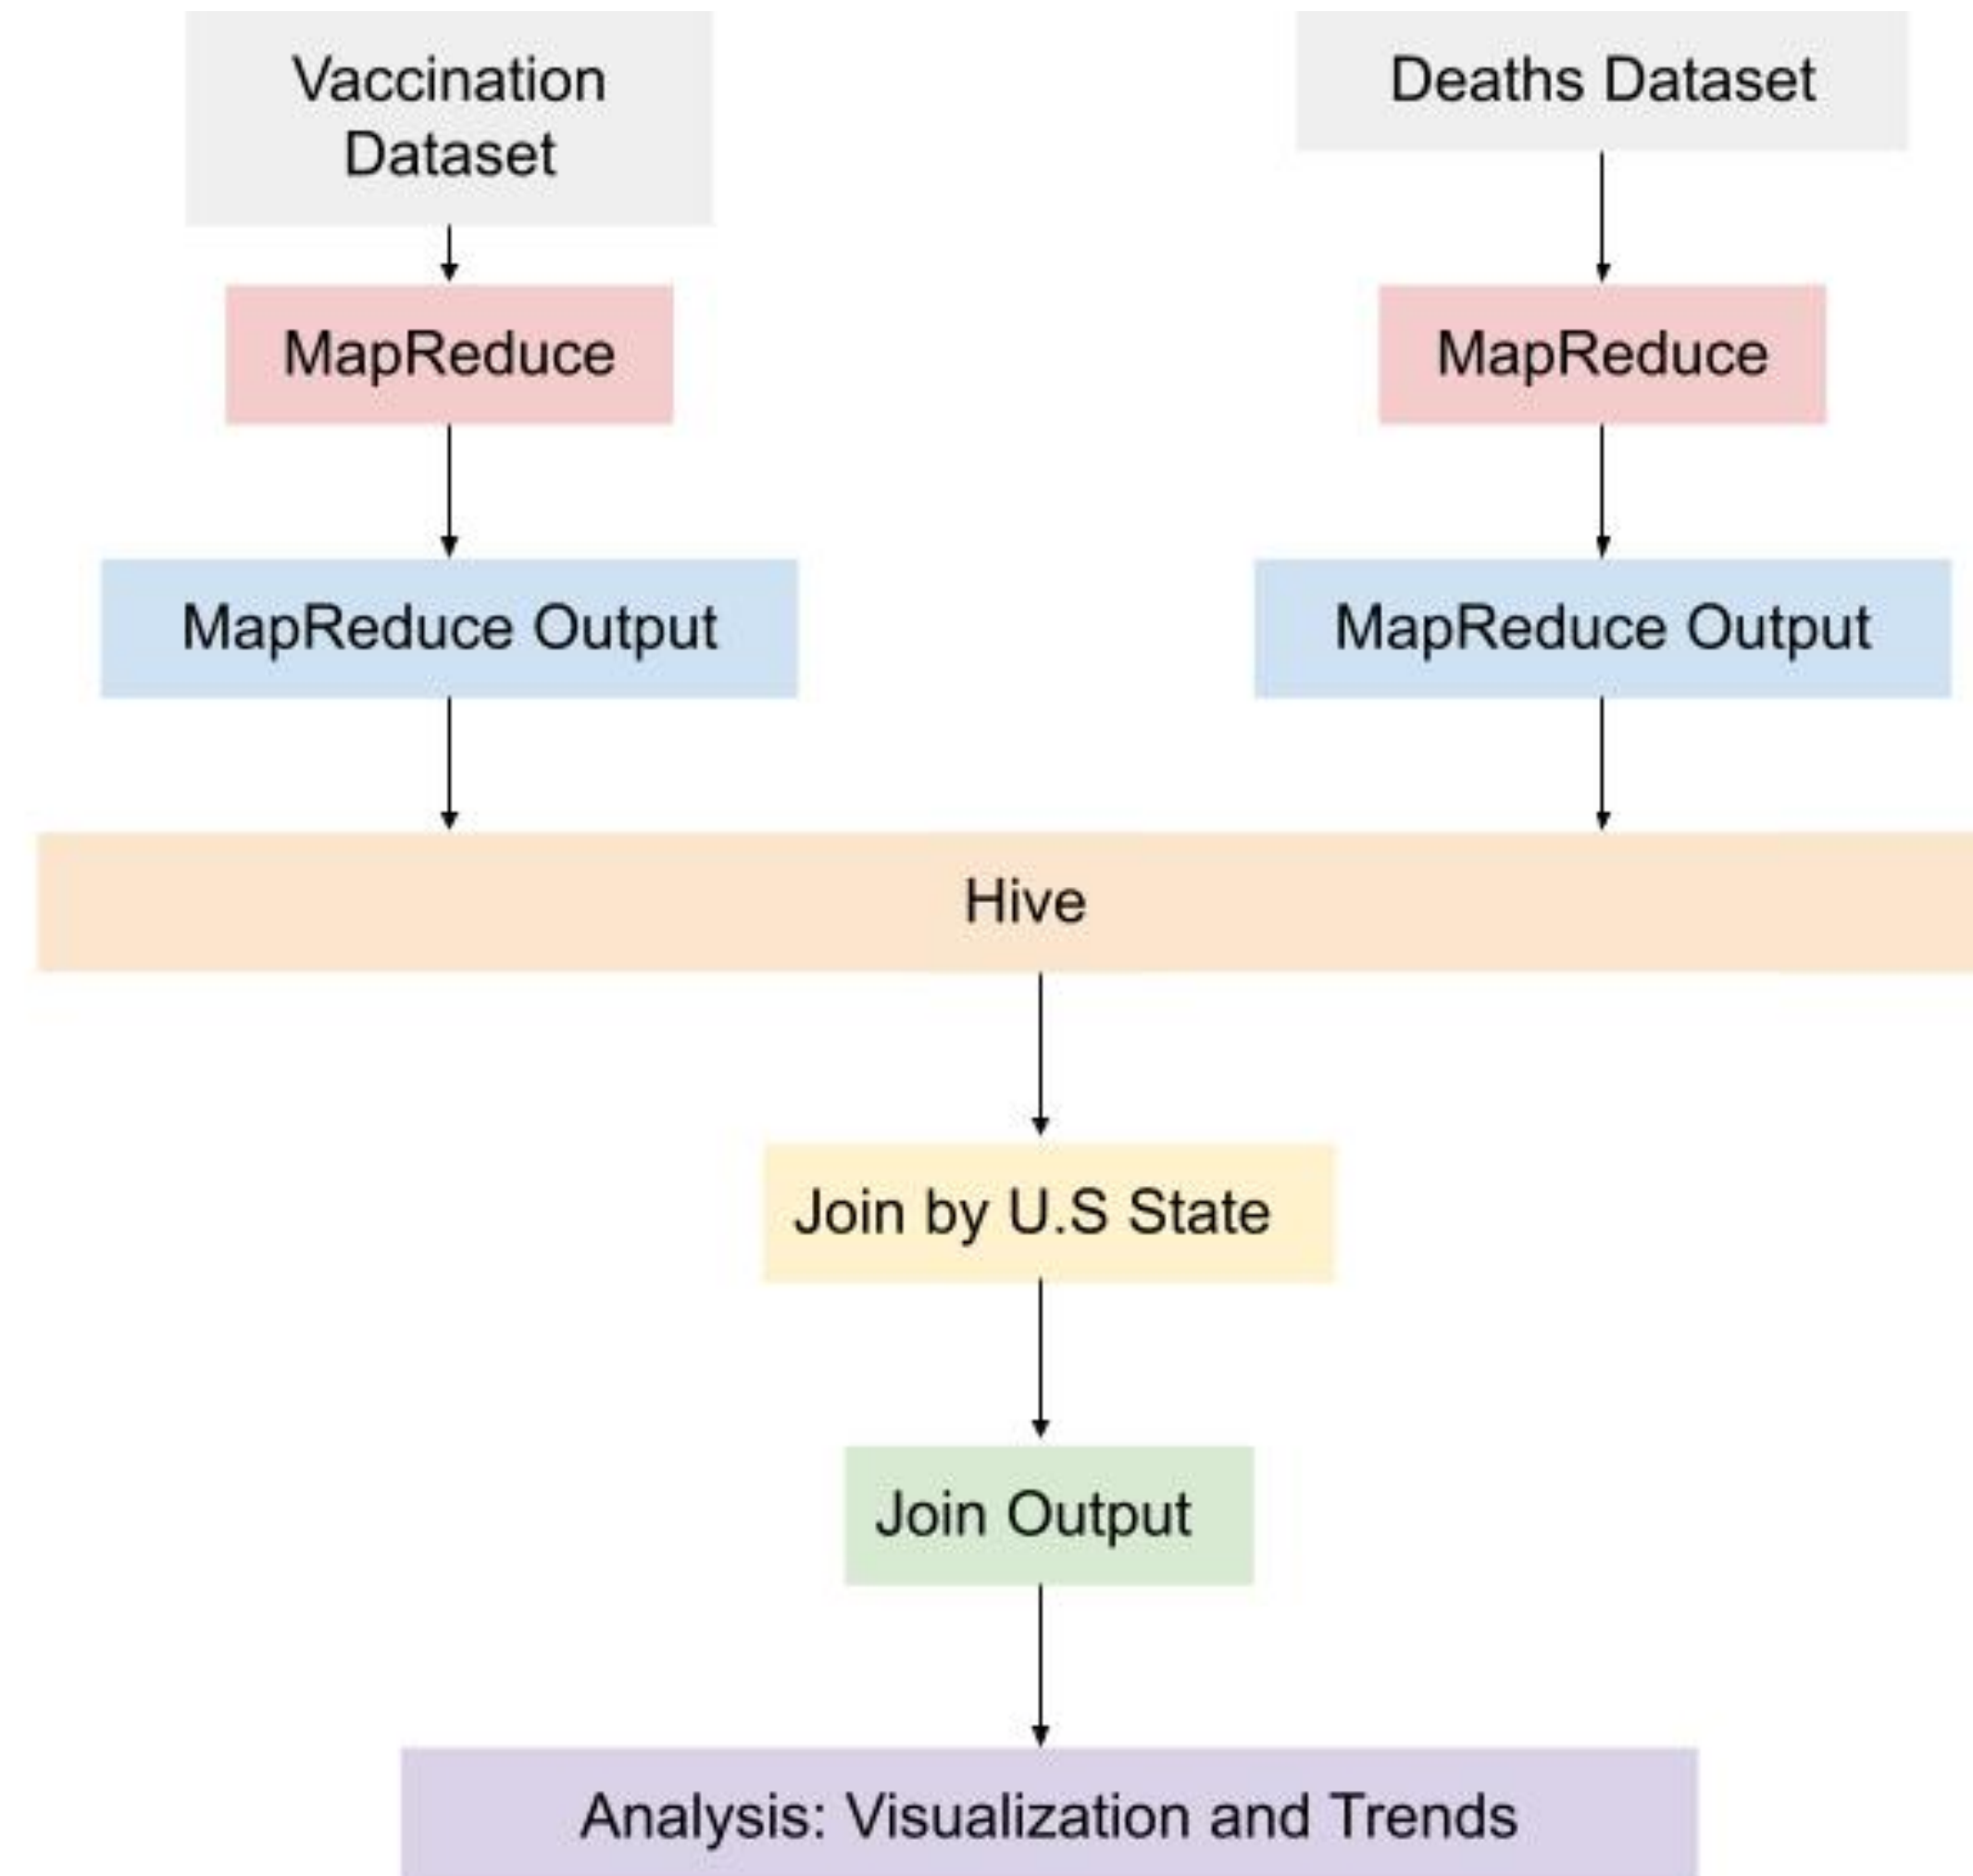 Vaccination
Dataset
Deaths Dataset
MapReduce
MapReduce
MapReduce Output
MapReduce Output
Hive
Join by U.S State
Join Output
Analysis: Visualization and Trends